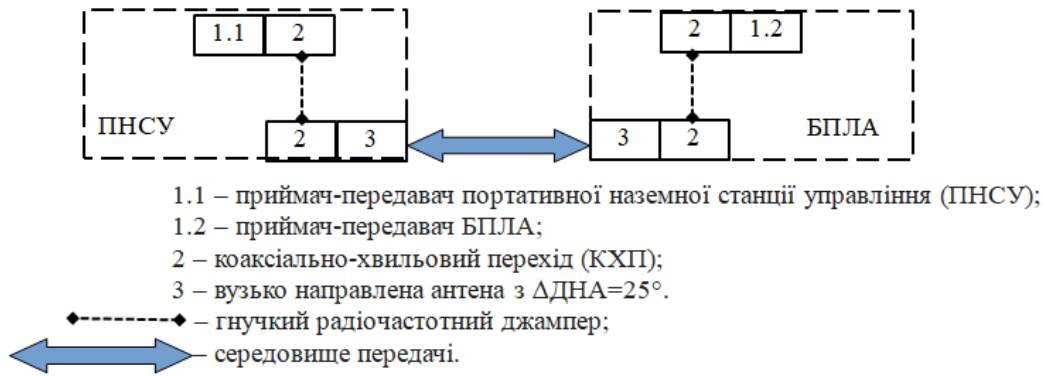 1.1 2 2 1.2
ПНСУ БПЛА
2 3 3 2
1.1 – приймач-передавач портативної наземної станції управління (ПНСУ);
1.2 – приймач-передавач БПЛА;
2 – коаксіально-хвильовий перехід (КХП);
3 – вузько направлена антена з ΔДНА=25°.
– гнучкий радіочастотний джампер;
– середовище передачі.